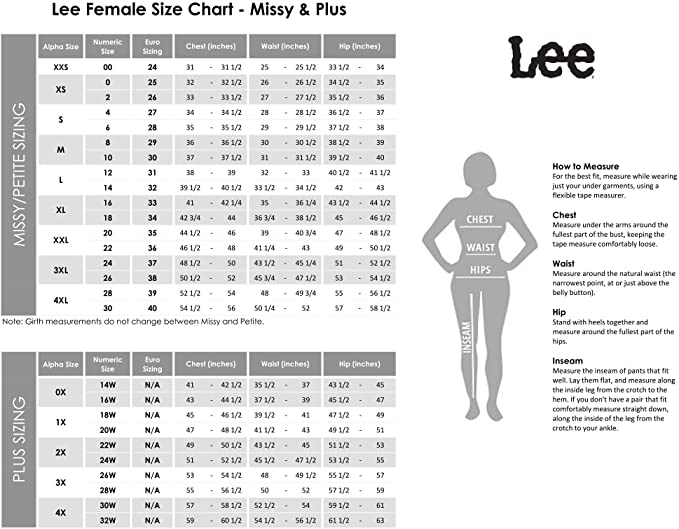 Lee Female Size Chart - Missy & Plus
MISSY/PETITE SIZING
Alpha Size Numeric Size Euro Sizing Chest (inches) Waist (inches) Hip (inches)
XXS 00 24 31 - 31 1/2 25 - 25 1/2 33 1/2 - 34
XS 0 25 32 - 32 1/2 26 - 26 1/2 34 1/2 - 35
2 26 33 - 33 1/2 27 - 27 1/2 35 1/2 - 36
S 4 27 34 - 34 1/2 28 - 28 1/2 36 1/2 - 37
6 28 35 - 35 1/2 29 - 29 1/2 37 1/2 - 38
M 8 29 36 - 36 1/2 30 - 30 1/2 38 1/2 - 39
10 30 37 - 37 1/2 31 - 31 1/2 39 1/2 - 40
L 12 31 38 - 39 32 - 33 40 1/2 - 41 1/2
14 32 39 1/2 - 40 1/2 33 1/2 - 34 1/2 42 - 43
XL 16 33 41 - 42 1/4 35 - 36 1/4 43 1/2 - 44 1/2
18 34 42 3/4 - 44 36 3/4 - 38 1/2 45 - 46 1/2
XXL 20 35 44 1/2 - 46 39 - 40 3/4 47 - 48 1/2
22 36 46 1/2 - 48 41 1/4 - 43 49 - 50 1/2
3XL 24 37 48 1/2 - 50 43 1/2 - 45 1/4 51 - 52 1/2
26 38 50 1/2 - 52 45 3/4 - 47 1/2 53 - 54 1/2
4XL 28 39 52 1/2 - 54 48 - 49 3/4 55 - 56 1/2
30 40 54 1/2 - 56 50 1/4 - 52 57 - 58 1/2
Note: Girth measurements do not change between Missy and Petite.
PLUS SIZING
Alpha Size Numeric Size Euro Sizing Chest (inches) Waist (inches) Hip (inches)
0X 14W N/A 41 - 42 1/2 35 1/2 - 37 43 1/2 - 45
16W N/A 43 - 44 1/2 37 1/2 - 39 45 1/2 - 47
1X 18W N/A 45 - 46 1/2 39 1/2 - 41 47 1/2 - 49
20W N/A 47 - 48 1/2 41 1/2 - 43 49 1/2 - 51
2X 22W N/A 49 - 50 1/2 43 1/2 - 45 51 1/2 - 53
24W N/A 51 - 52 1/2 45 1/2 - 47 1/2 53 1/2 - 55
3X 26W N/A 53 - 54 1/2 48 - 49 1/2 55 1/2 - 57
28W N/A 55 - 56 1/2 50 - 52 57 1/2 - 59
4X 30W N/A 57 - 58 1/2 52 1/2 - 54 59 1/2 - 61
32W N/A 59 - 60 1/2 54 1/2 - 56 1/2 61 1/2 - 63
Lee
CHEST
WAIST
HIPS
INSEAM
How to Measure
For the best fit, measure while wearing
just your under garments, using a
flexible tape measurer.
Chest
Measure under the arms around the
fullest part of the bust, keeping the
tape measure comfortably loose.
Waist
Measure around the natural waist (the
narrowest point, at or just above the
belly button).
Hip
Stand with heels together and
measure around the fullest part of the
hips.
Inseam
Measure the inseam of pants that fit
well. Lay them flat, and measure along
the inside leg from the crotch to the
hem. If you don't have a pair that fit
comfortably measure straight down,
along the inside of the leg from the
crotch to your ankle.